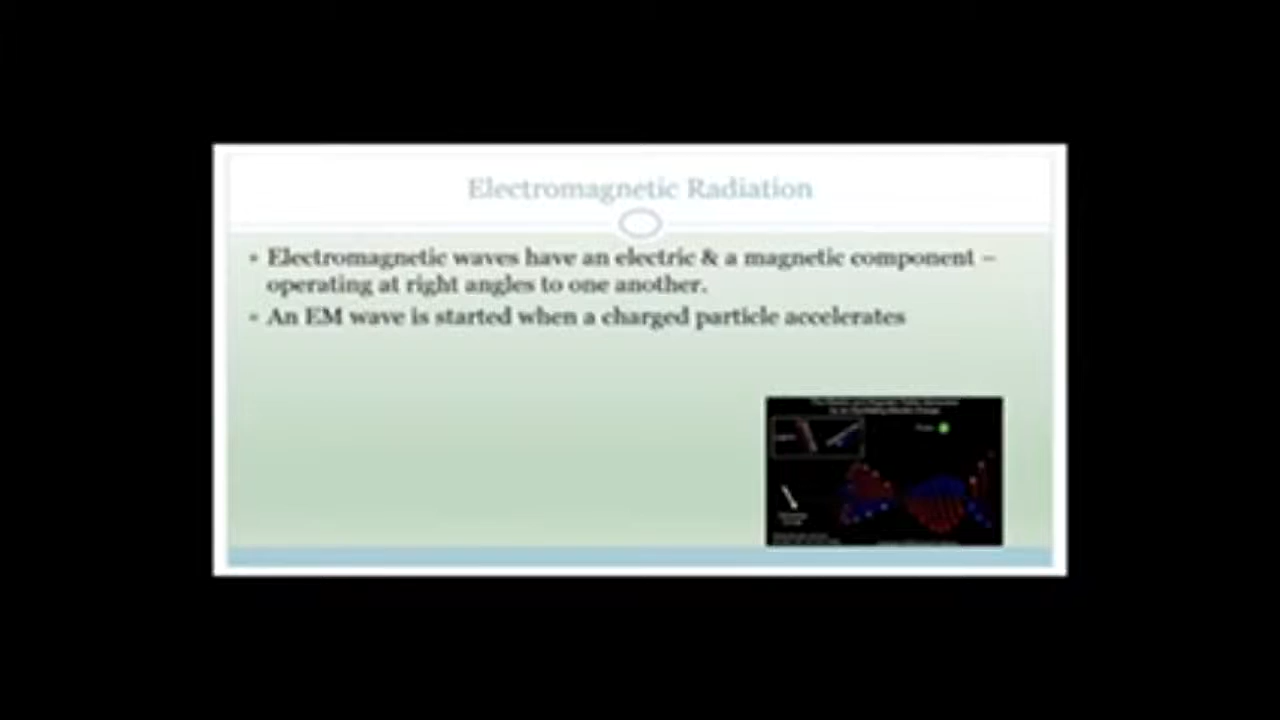 Electromagnetic Radiation
• Electromagnetic waves have an electric & a magnetic component –
operating at right angles to one another.
• An EM wave is started when a charged particle accelerates